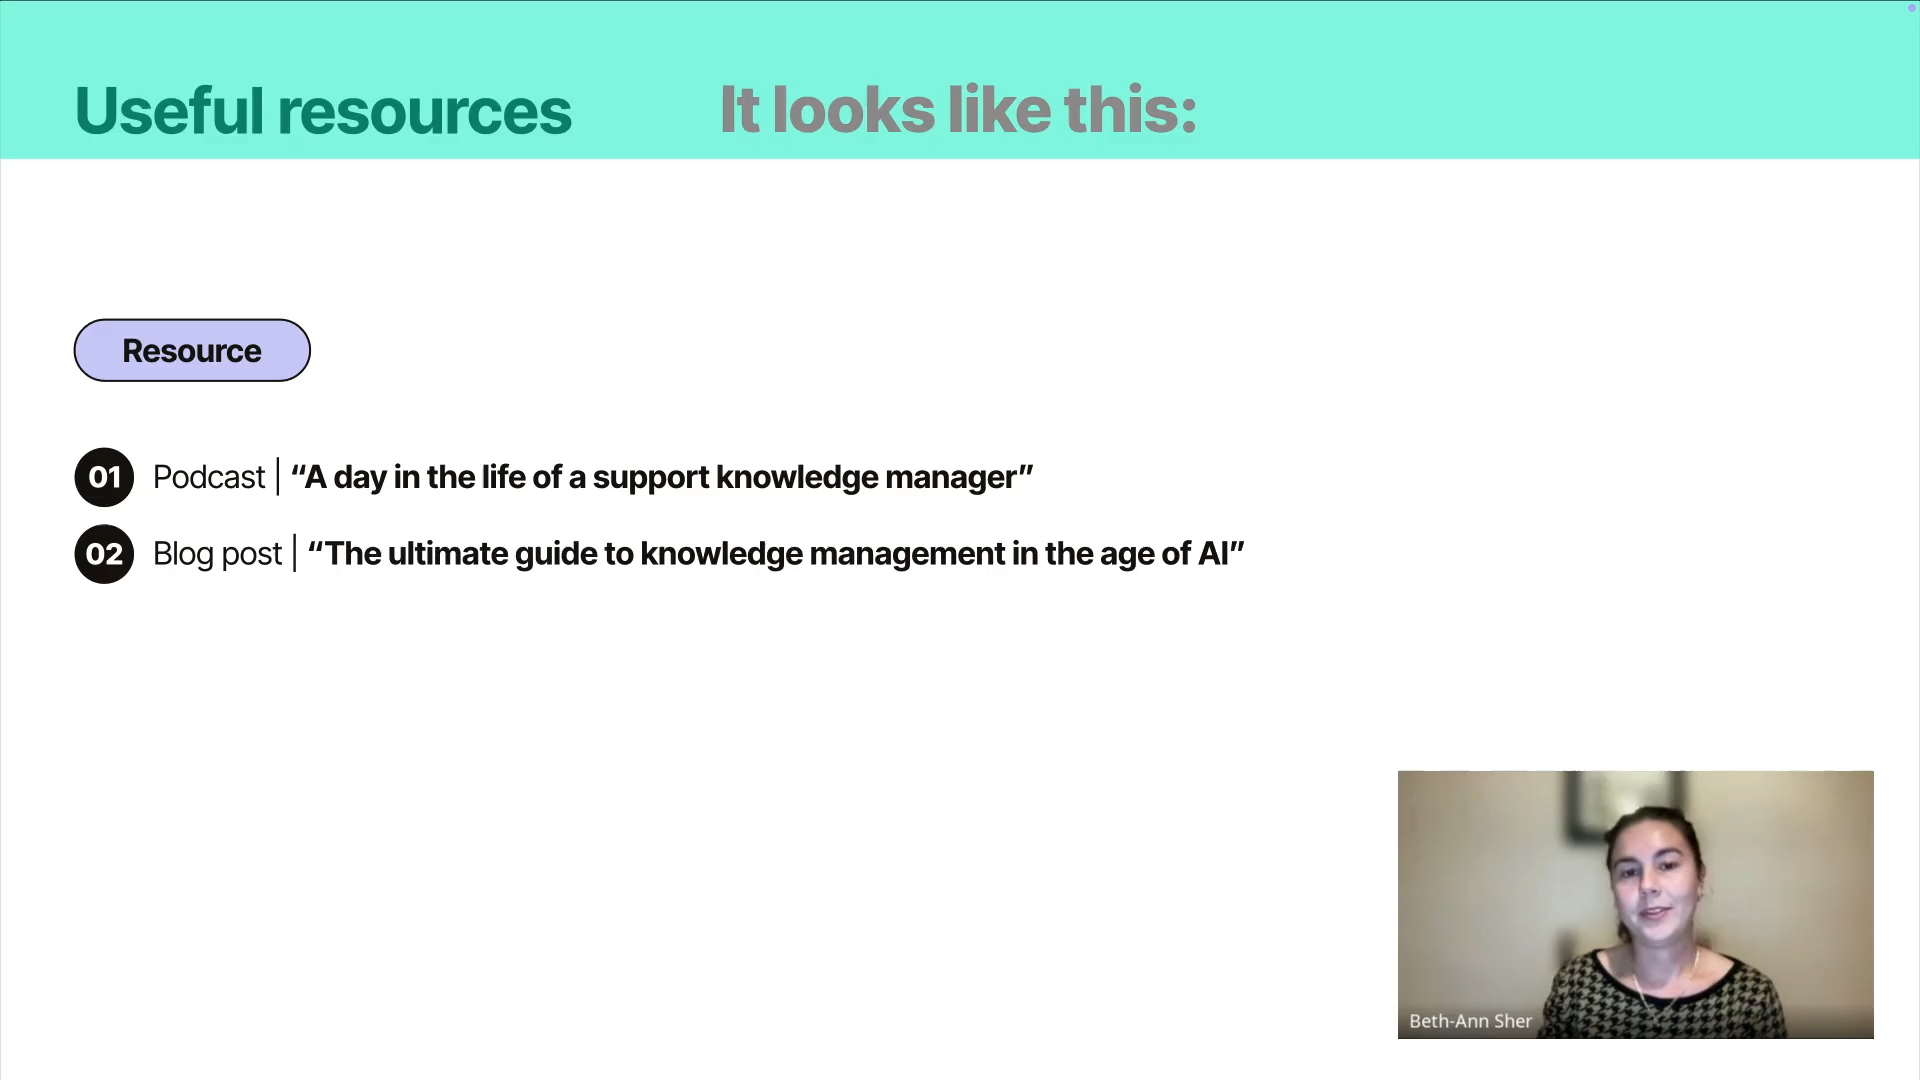 Useful resources
It looks like this:
Resource
01 Podcast | “A day in the life of a support knowledge manager”
02 Blog post | “The ultimate guide to knowledge management in the age of AI”
Beth-Ann Sher